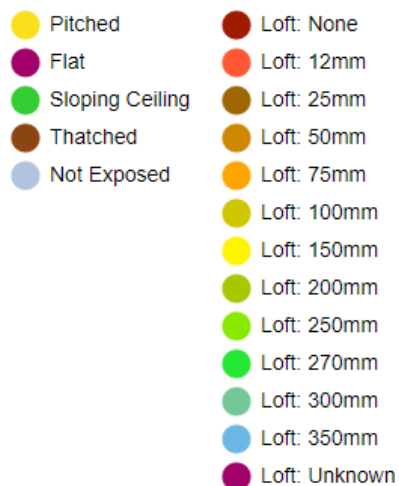 Pitched
Flat
Sloping Ceiling
Thatched
Not Exposed
Loft: None
Loft: 12mm
Loft: 25mm
Loft: 50mm
Loft: 75mm
Loft: 100mm
Loft: 150mm
Loft: 200mm
Loft: 250mm
Loft: 270mm
Loft: 300mm
Loft: 350mm
Loft: Unknown